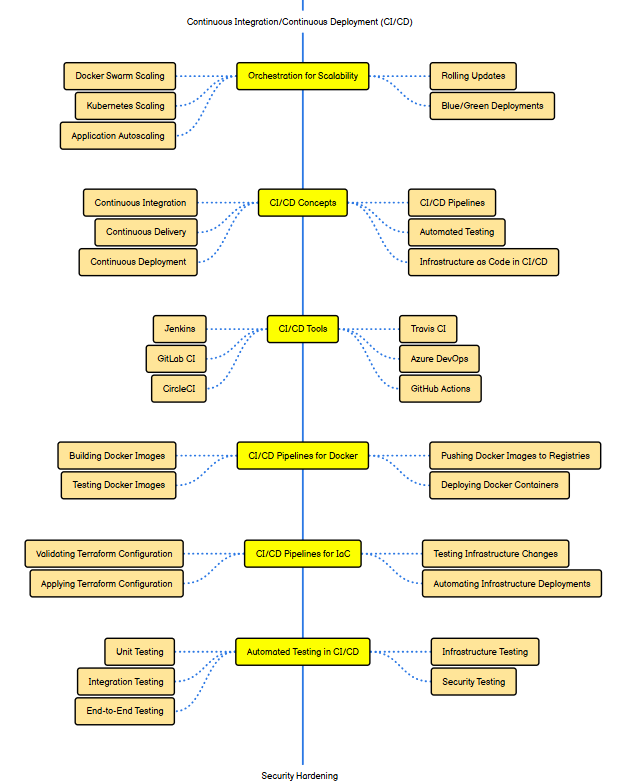 Continuous Integration/Continuous Deployment (CI/CD)
Docker Swarm Scaling
Kubernetes Scaling
Application Autoscaling
Orchestration for Scalability
Rolling Updates
Blue/Green Deployments
Continuous Integration
Continuous Delivery
Continuous Deployment
CI/CD Concepts
CI/CD Pipelines
Automated Testing
Infrastructure as Code in CI/CD
Jenkins
GitLab CI
CircleCI
CI/CD Tools
Travis CI
Azure DevOps
GitHub Actions
Building Docker Images
Testing Docker Images
CI/CD Pipelines for Docker
Pushing Docker Images to Registries
Deploying Docker Containers
Validating Terraform Configuration
Applying Terraform Configuration
CI/CD Pipelines for IaC
Testing Infrastructure Changes
Automating Infrastructure Deployments
Unit Testing
Integration Testing
End-to-End Testing
Automated Testing in CI/CD
Infrastructure Testing
Security Testing
Security Hardening